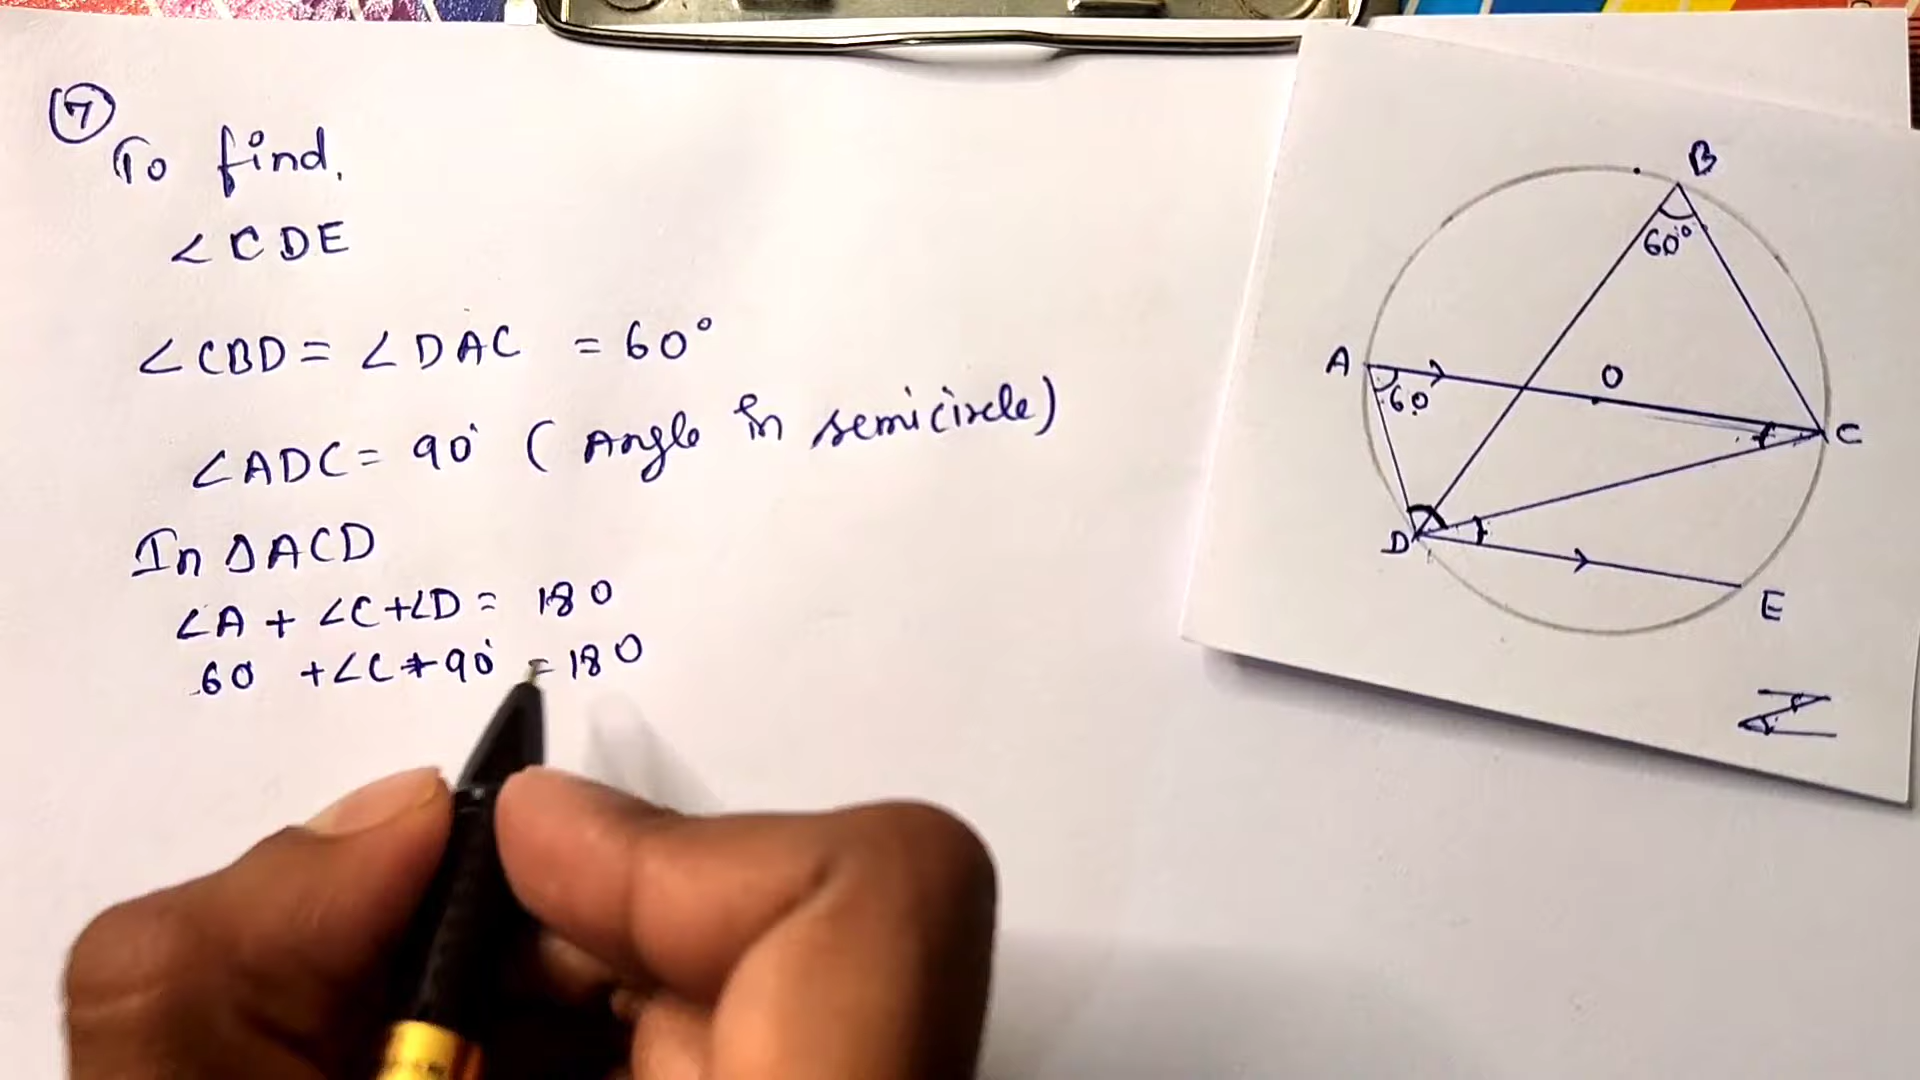 7
To find,
∠CDE
∠CBD = ∠DAC = 60°
∠ADC = 90° (Angle in semicircle)
In ΔACD
∠A + ∠C + ∠D = 180
60 + ∠C + 90° = 180
B
60°
A
60
O
C
D
E